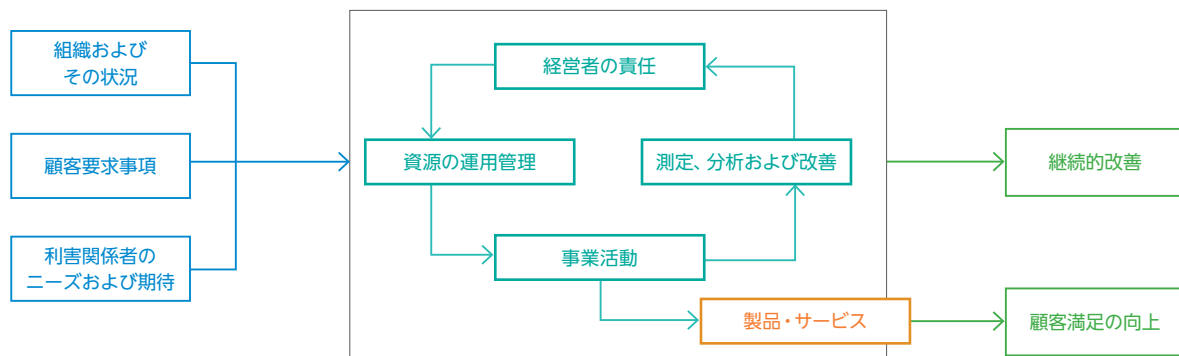 組織および
その状況
顧客要求事項
利害関係者の
ニーズおよび期待
経営者の責任
資源の運用管理
測定、分析および改善
事業活動
製品・サービス
継続的改善
顧客満足の向上